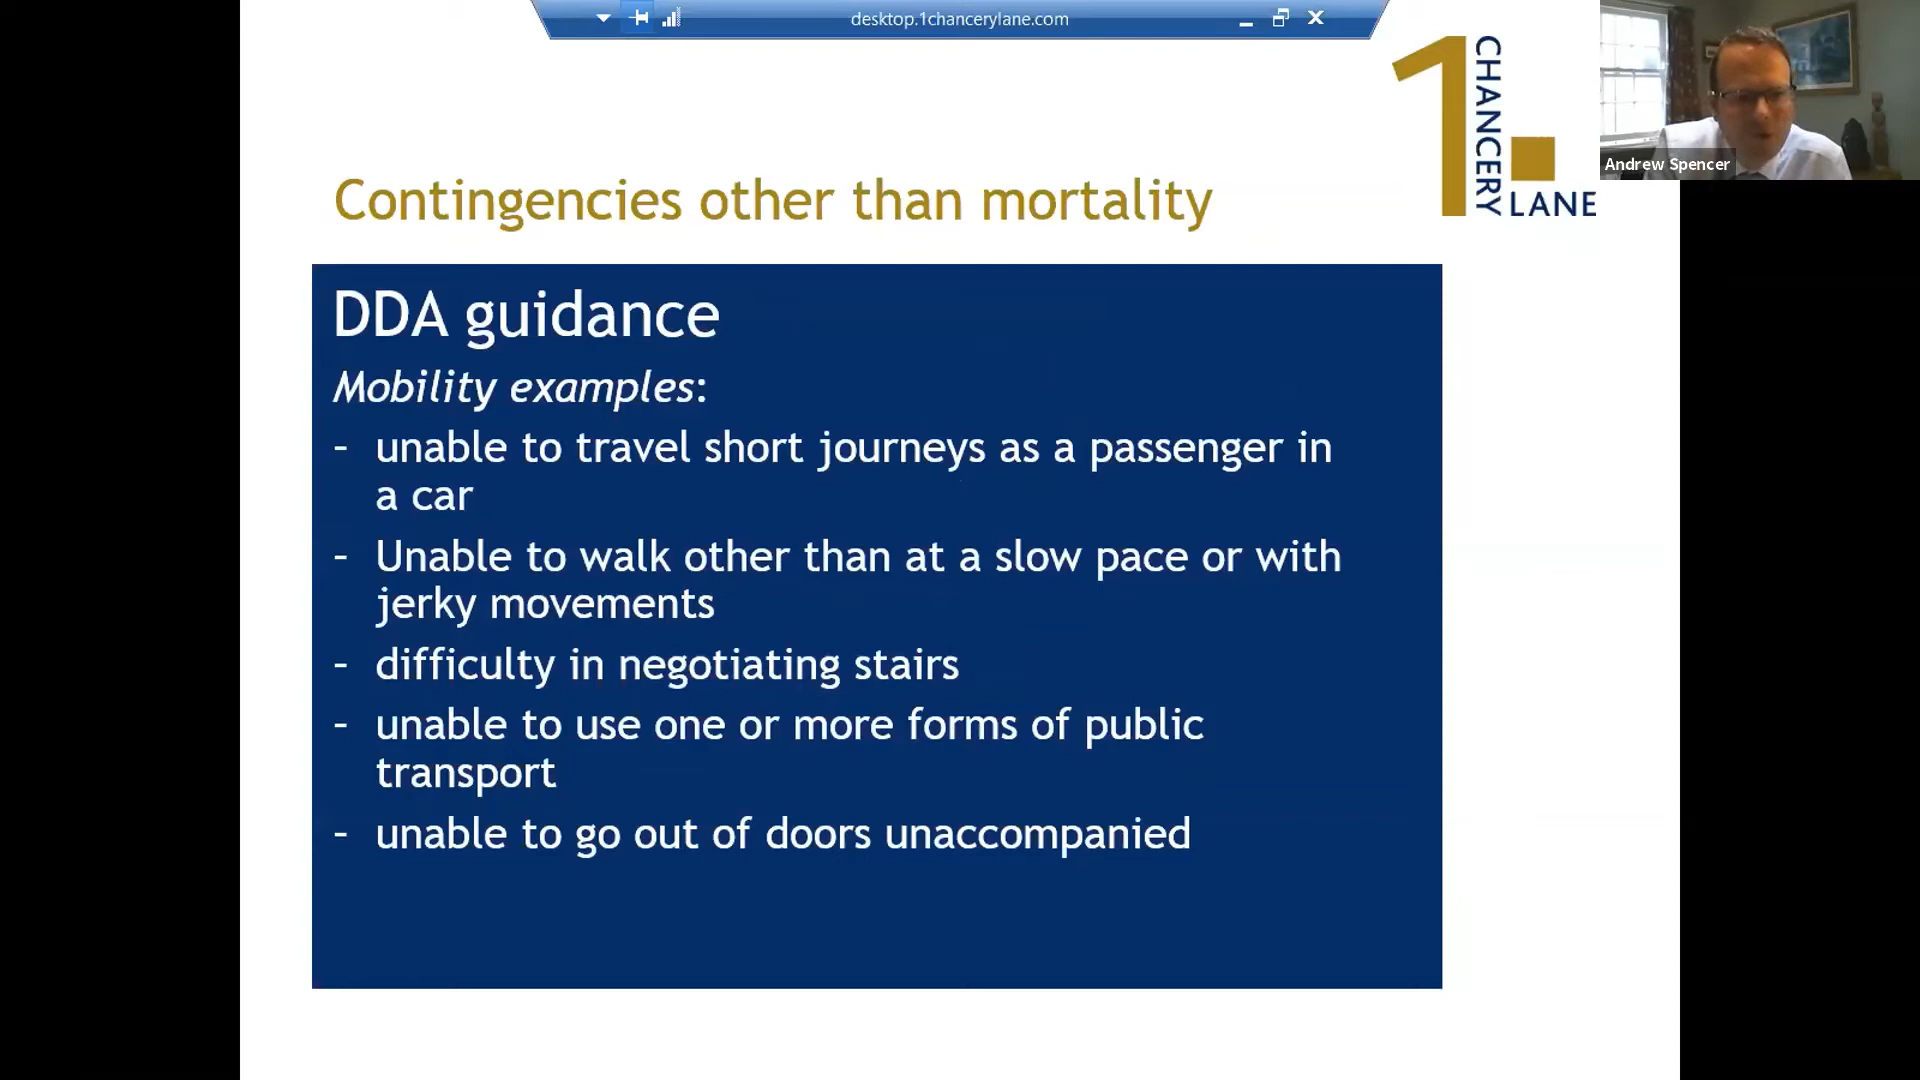 desktop.1chancerylane.com
1 CHANCERY
LANE
Andrew Spencer
Contingencies other than mortality
DDA guidance
Mobility examples:
- unable to travel short journeys as a passenger in
a car
- Unable to walk other than at a slow pace or with
jerky movements
- difficulty in negotiating stairs
- unable to use one or more forms of public
transport
- unable to go out of doors unaccompanied